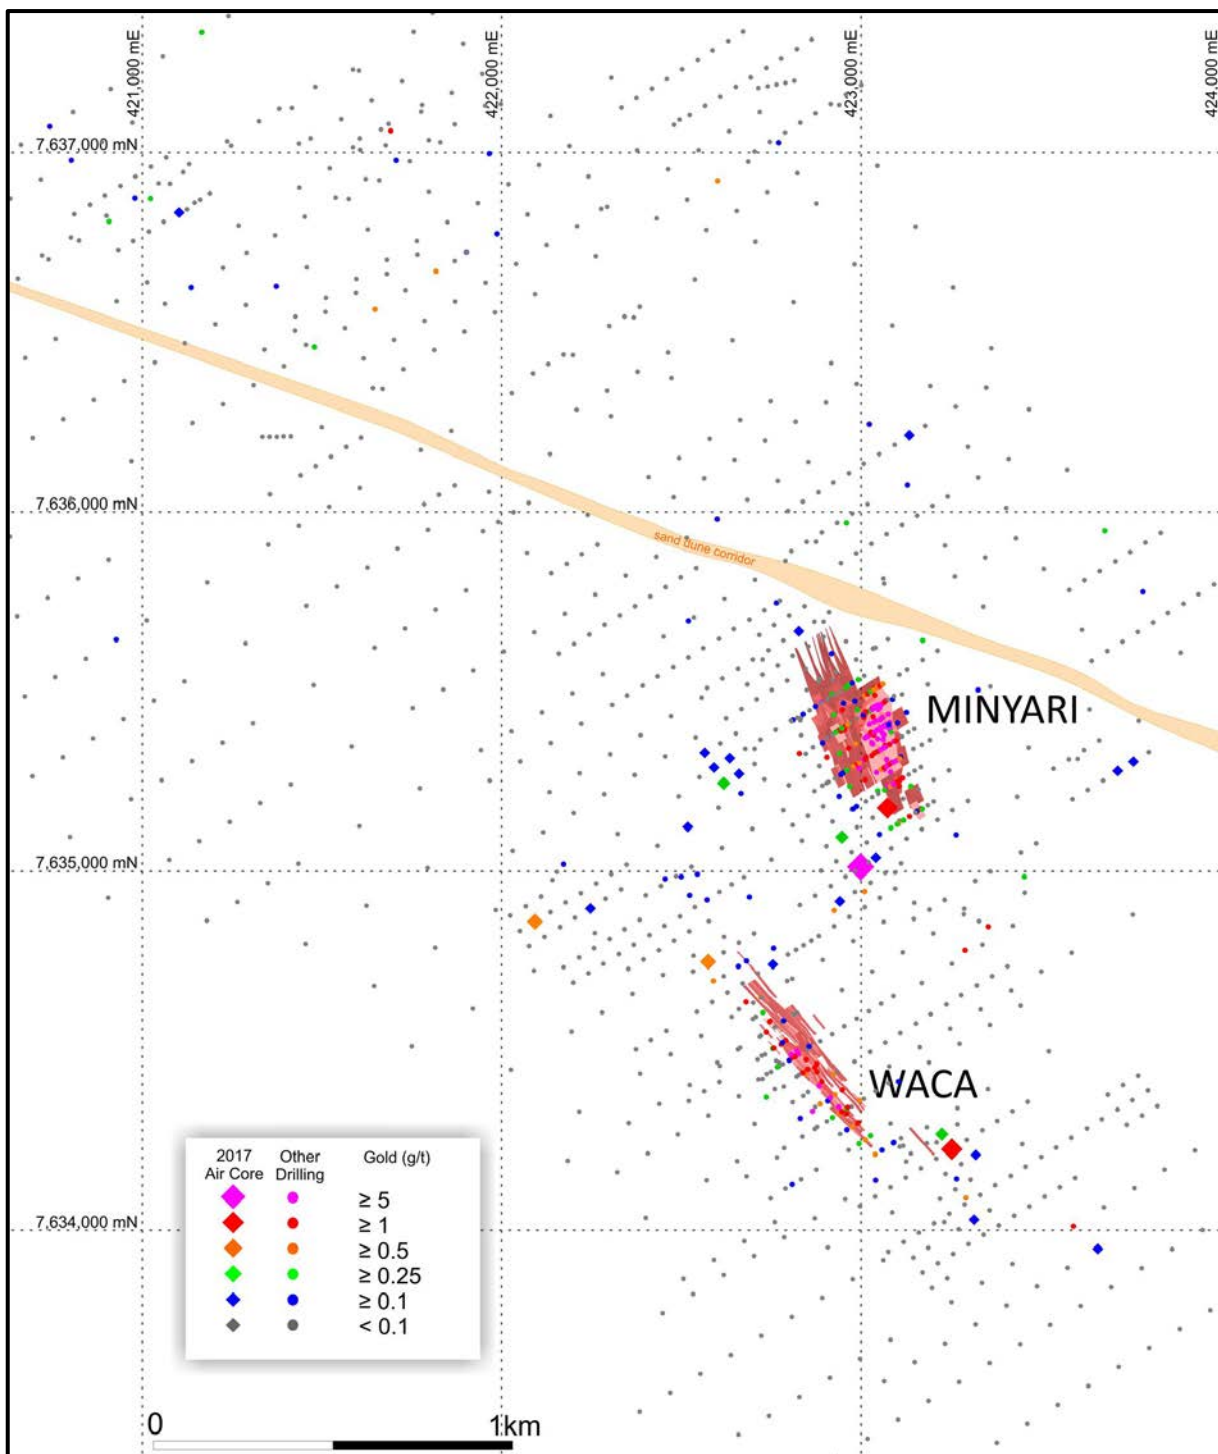 421,000 mE
422,000 mE
423,000 mE
424,000 mE
7,637,000 mN
7,636,000 mN
sand dune corridor
MINYARI
7,635,000 mN
WACA
2017
Air Core
Other
Drilling
Gold (g/t)
≥ 5
≥ 1
≥ 0.5
≥ 0.25
≥ 0.1
< 0.1
7,634,000 mN
0
1km